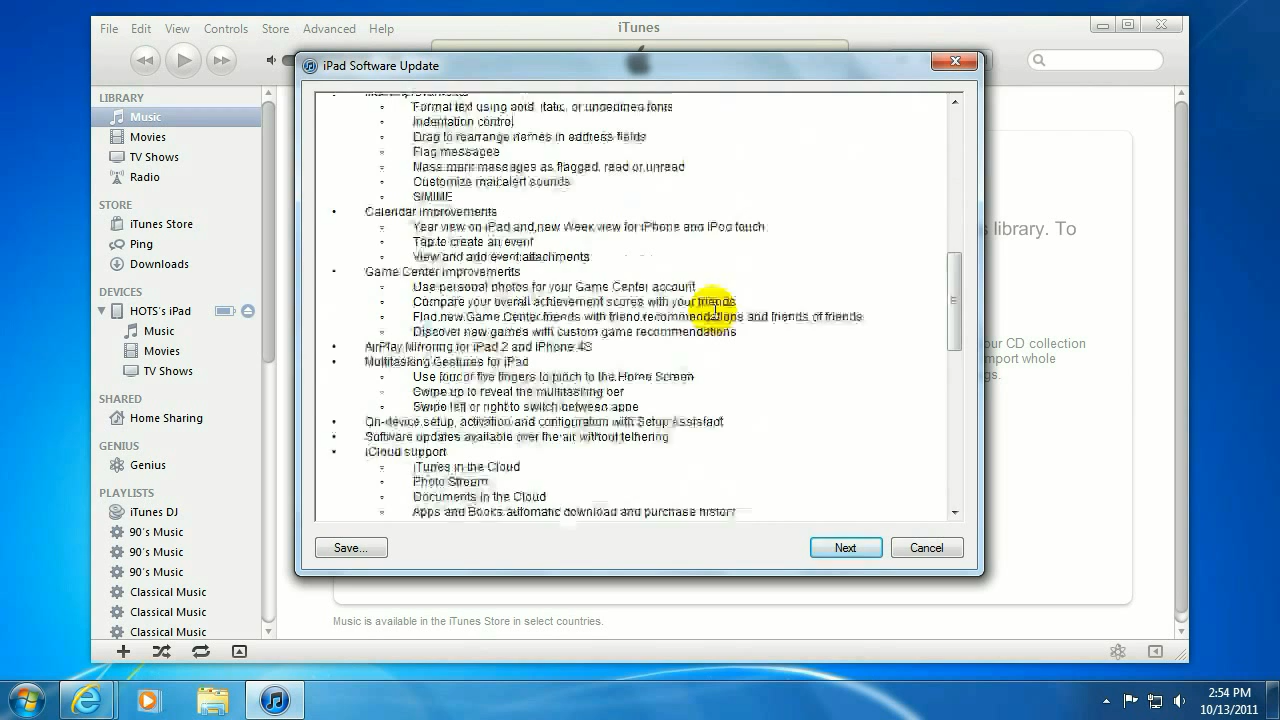 File Edit View Controls Store Advanced Help
iTunes
iPad Software Update
LIBRARY
Music
Movies
TV Shows
Radio
STORE
iTunes Store
Ping
Downloads
DEVICES
HOTS's iPad
Music
Movies
TV Shows
SHARED
Home Sharing
GENIUS
Genius
PLAYLISTS
iTunes DJ
90's Music
90's Music
90's Music
Classical Music
Classical Music
Classical Music
or underlined fonts
Indentation control
Drag to rearrange names in address fields
Flag messages
messages as flagged, read or unread
Customize mail alert sounds
S/MIME
Calendar improvements
Year view on iPad and new Week view for iPhone and iPod touch
Tap to create an event
View and add event attachments
Game Center improvements
Use personal photos for your Game Center account
Compare your overall achievement scores with your friends
Find new Game Center friends with friend recommendations and friends of friends
Discover new games with custom game recommendations
AirPlay Mirroring for iPad 2 and iPhone 4S
Multitasking Gestures for iPad
Use four or five fingers to pinch to the Home Screen
Swipe up to reveal the multitasking bar
Swipe left or right to switch between apps
On-device setup, activation and configuration with Setup Assistant
Software updates available over the air without tethering
iCloud support
iTunes in the Cloud
Photo Stream
Documents in the Cloud
Apps and Books automatic download and purchase history
Save... Next Cancel
s library. To
our CD collection
mport whole
gs.
Music is available in the iTunes Store in select countries.
2:54 PM
10/13/2011